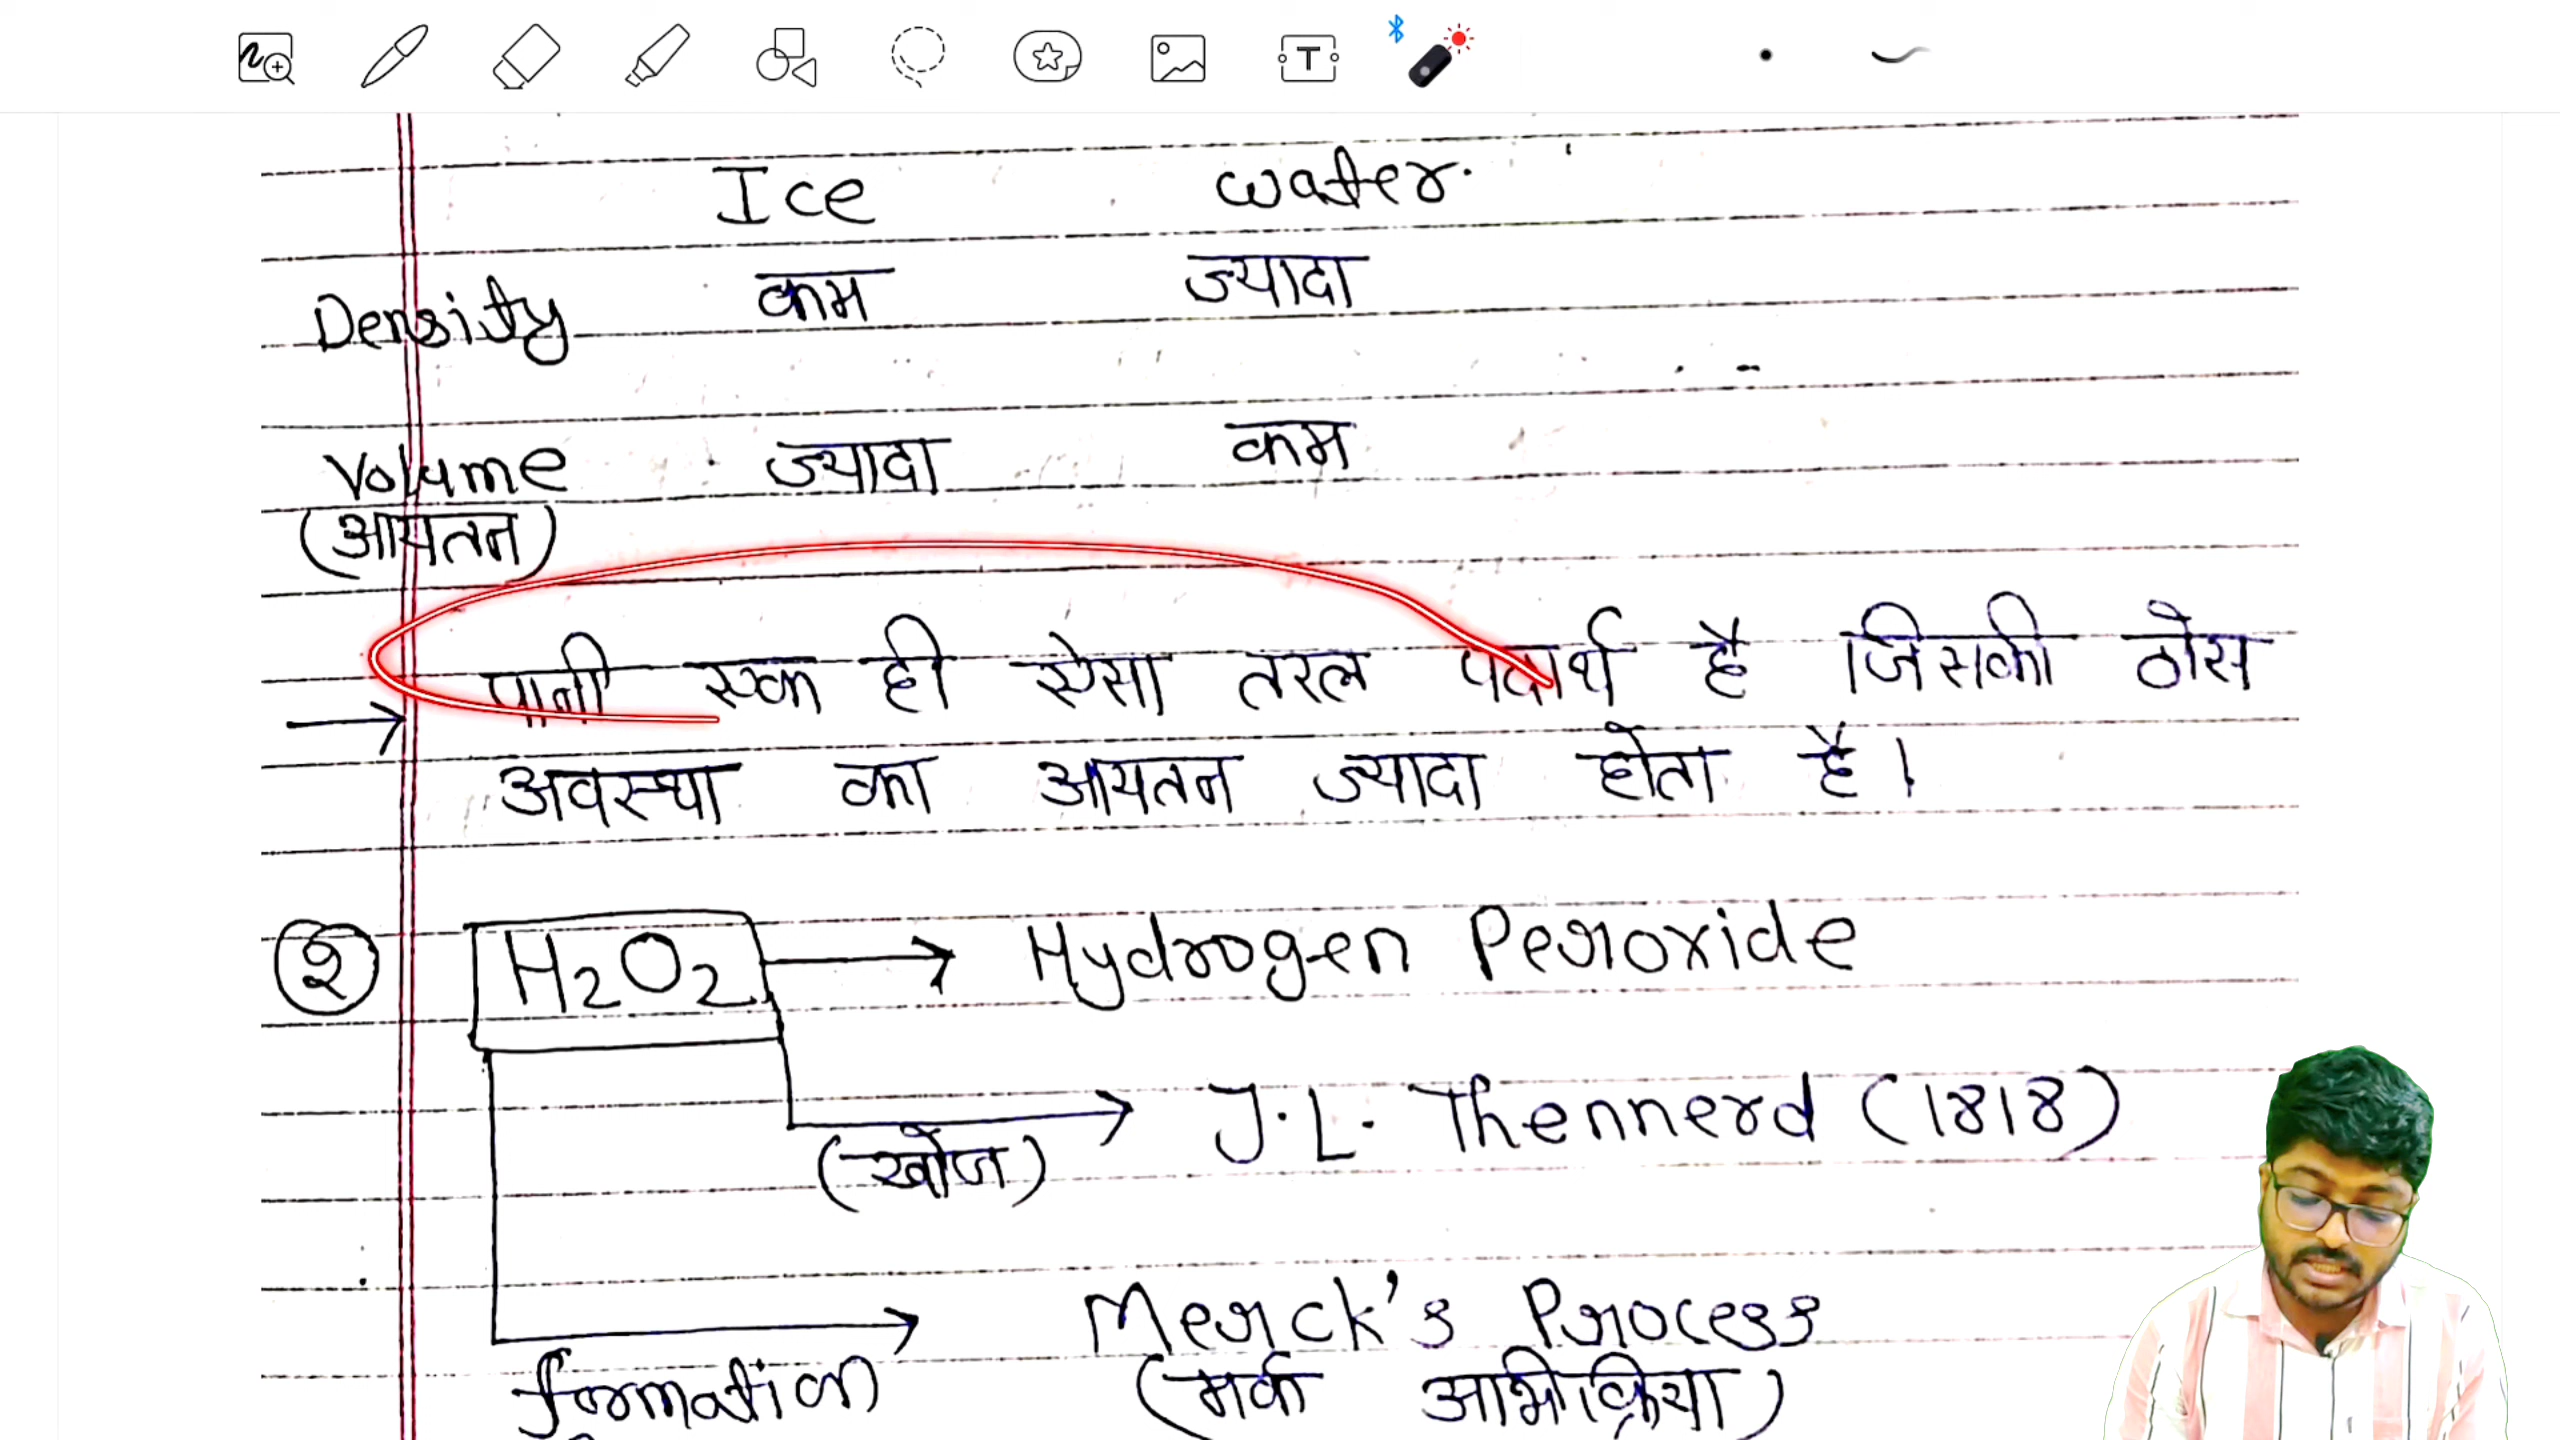 Ice water.
Density कम ज्यादा
Volume ज्यादा कम
(आयतन)
→ पानी एक ही ऐसा तरल पदार्थ है जिसकी ठोस
अवस्था का आयतन ज्यादा होता है।
② H₂O₂ → Hydrogen Peroxide
(खोज) → J.L. Thennerd (1818)
formation → Merck's Process
(मर्क अभिक्रिया)